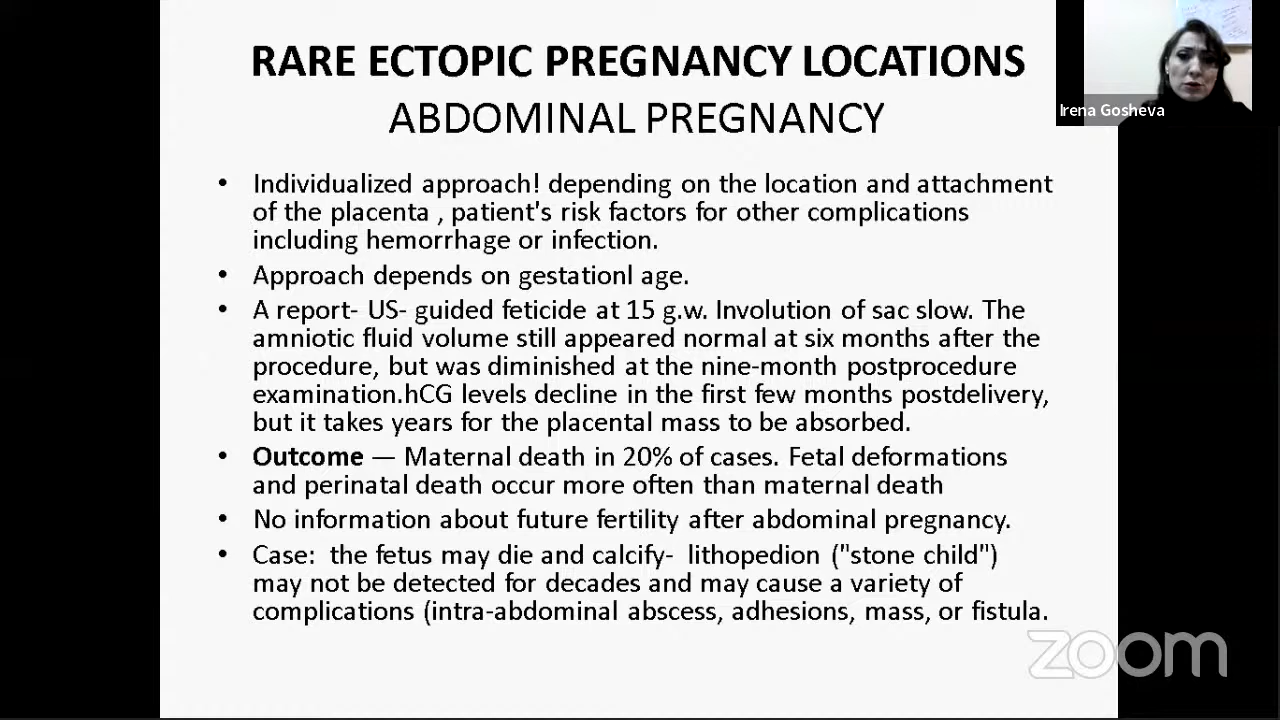 RARE ECTOPIC PREGNANCY LOCATIONS
ABDOMINAL PREGNANCY
Irena Gosheva
• Individualized approach! depending on the location and attachment
of the placenta , patient's risk factors for other complications
including hemorrhage or infection.
• Approach depends on gestationl age.
• A report- US- guided feticide at 15 g.w. Involution of sac slow. The
amniotic fluid volume still appeared normal at six months after the
procedure, but was diminished at the nine-month postprocedure
examination.hCG levels decline in the first few months postdelivery,
but it takes years for the placental mass to be absorbed.
• Outcome — Maternal death in 20% of cases. Fetal deformations
and perinatal death occur more often than maternal death
• No information about future fertility after abdominal pregnancy.
• Case:  the fetus may die and calcify-  lithopedion ("stone child")
may not be detected for decades and may cause a variety of
complications (intra-abdominal abscess, adhesions, mass, or fistula.
zoom